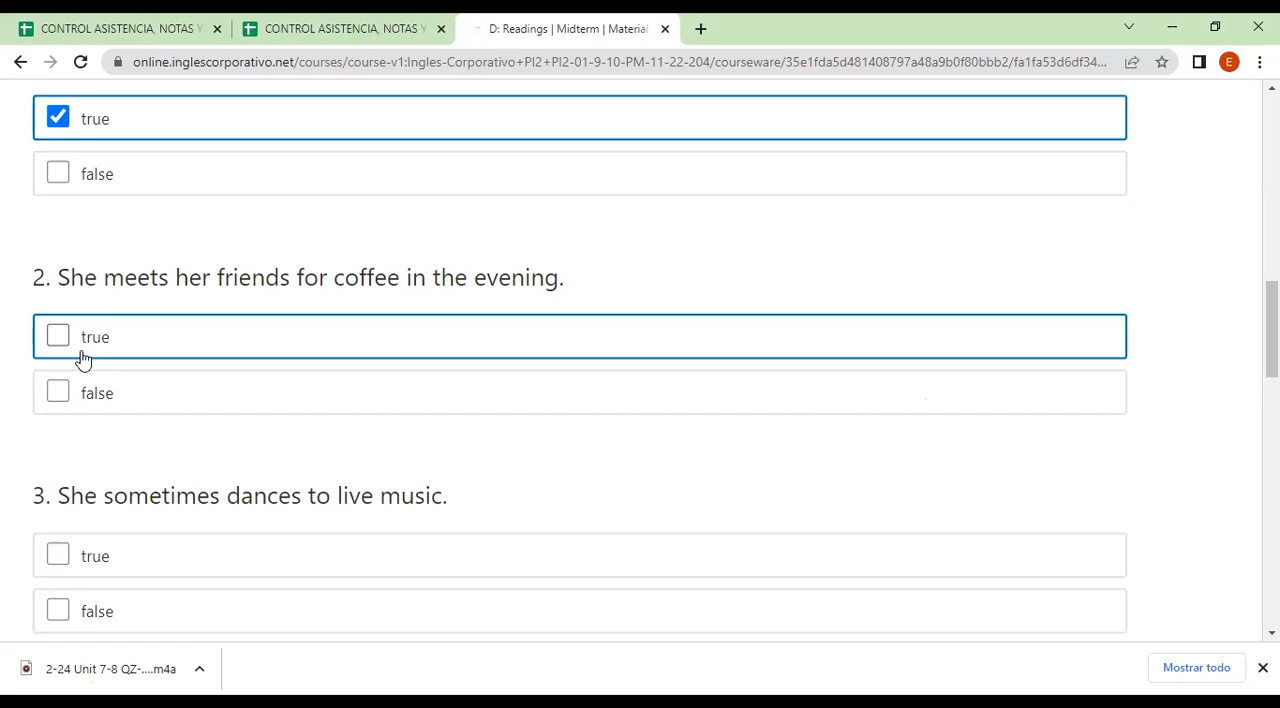 CONTROL ASISTENCIA, NOTAS Y
CONTROL ASISTENCIA, NOTAS Y
D: Readings | Midterm | Material
online.inglescorporativo.net/courses/course-v1:Ingles-Corporativo+PI2+PI2-01-9-10-PM-11-22-204/courseware/35e1fda5d481408797a48a9b0f80bbb2/fa1fa53d6df34...
E
true
false
2. She meets her friends for coffee in the evening.
true
false
3. She sometimes dances to live music.
true
false
2-24 Unit 7-8 QZ-....m4a
Mostrar todo